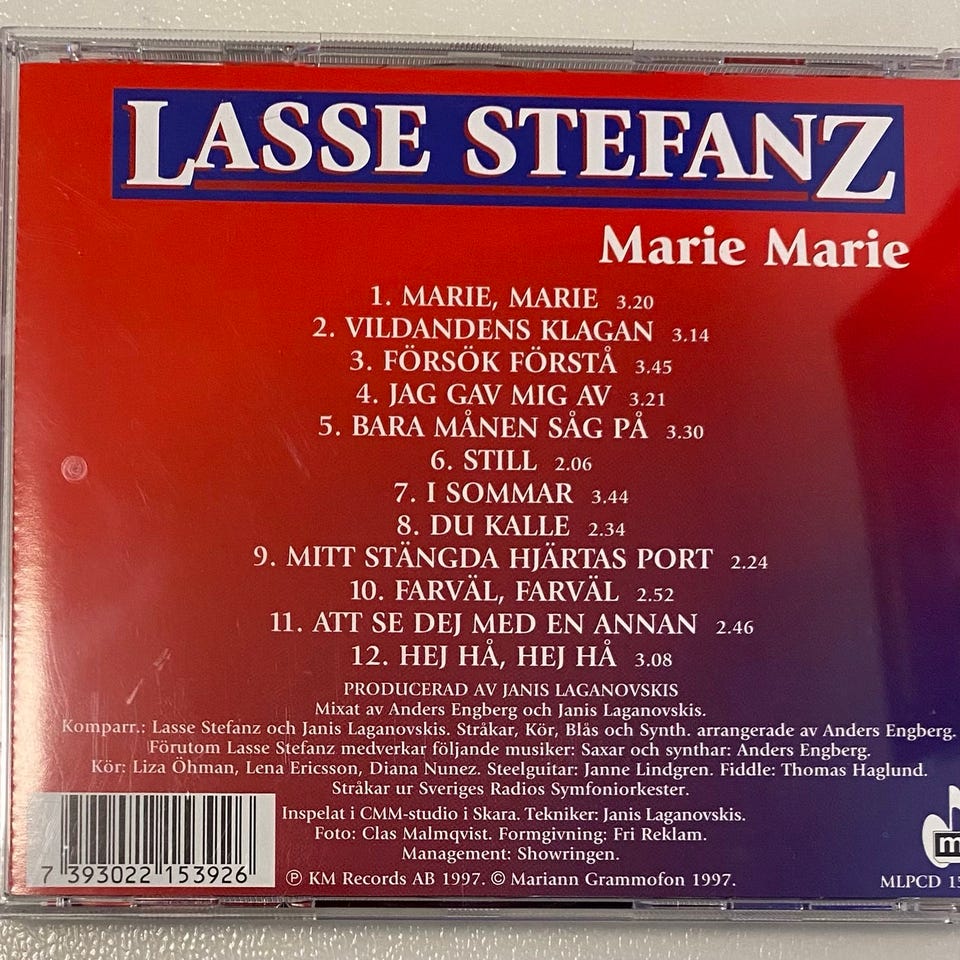 LASSE STEFANZ
Marie Marie
1. MARIE, MARIE 3.20
2. VILDANDENS KLAGAN 3.14
3. FÖRSÖK FÖRSTÅ 3.45
4. JAG GAV MIG AV 3.21
5. BARA MÅNEN SÅG PÅ 3.30
6. STILL 2.06
7. I SOMMAR 3.44
8. DU KALLE 2.34
9. MITT STÄNGDA HJÄRTAS PORT 2.24
10. FARVÄL, FARVÄL 2.52
11. ATT SE DEJ MED EN ANNAN 2.46
12. HEJ HÅ, HEJ HÅ 3.08
PRODUCERAD AV JANIS LAGANOVSKIS
Mixat av Anders Engberg och Janis Laganovskis.
Komparr.: Lasse Stefanz och Janis Laganovskis. Stråkar, Kör, Blås och Synth. arrangerade av Anders Engberg.
Förutom Lasse Stefanz medverkar följande musiker: Saxar och synthar: Anders Engberg.
Kör: Liza Öhman, Lena Ericsson, Diana Nunez. Steelguitar: Janne Lindgren. Fiddle: Thomas Haglund.
Stråkar ur Sveriges Radios Symfoniorkester.
Inspelat i CMM-studio i Skara. Tekniker: Janis Laganovskis.
Foto: Clas Malmqvist. Formgivning: Fri Reklam.
Management: Showringen.
℗ KM Records AB 1997. © Mariann Grammofon 1997.
7 393022 153926
m
MLPCD 15